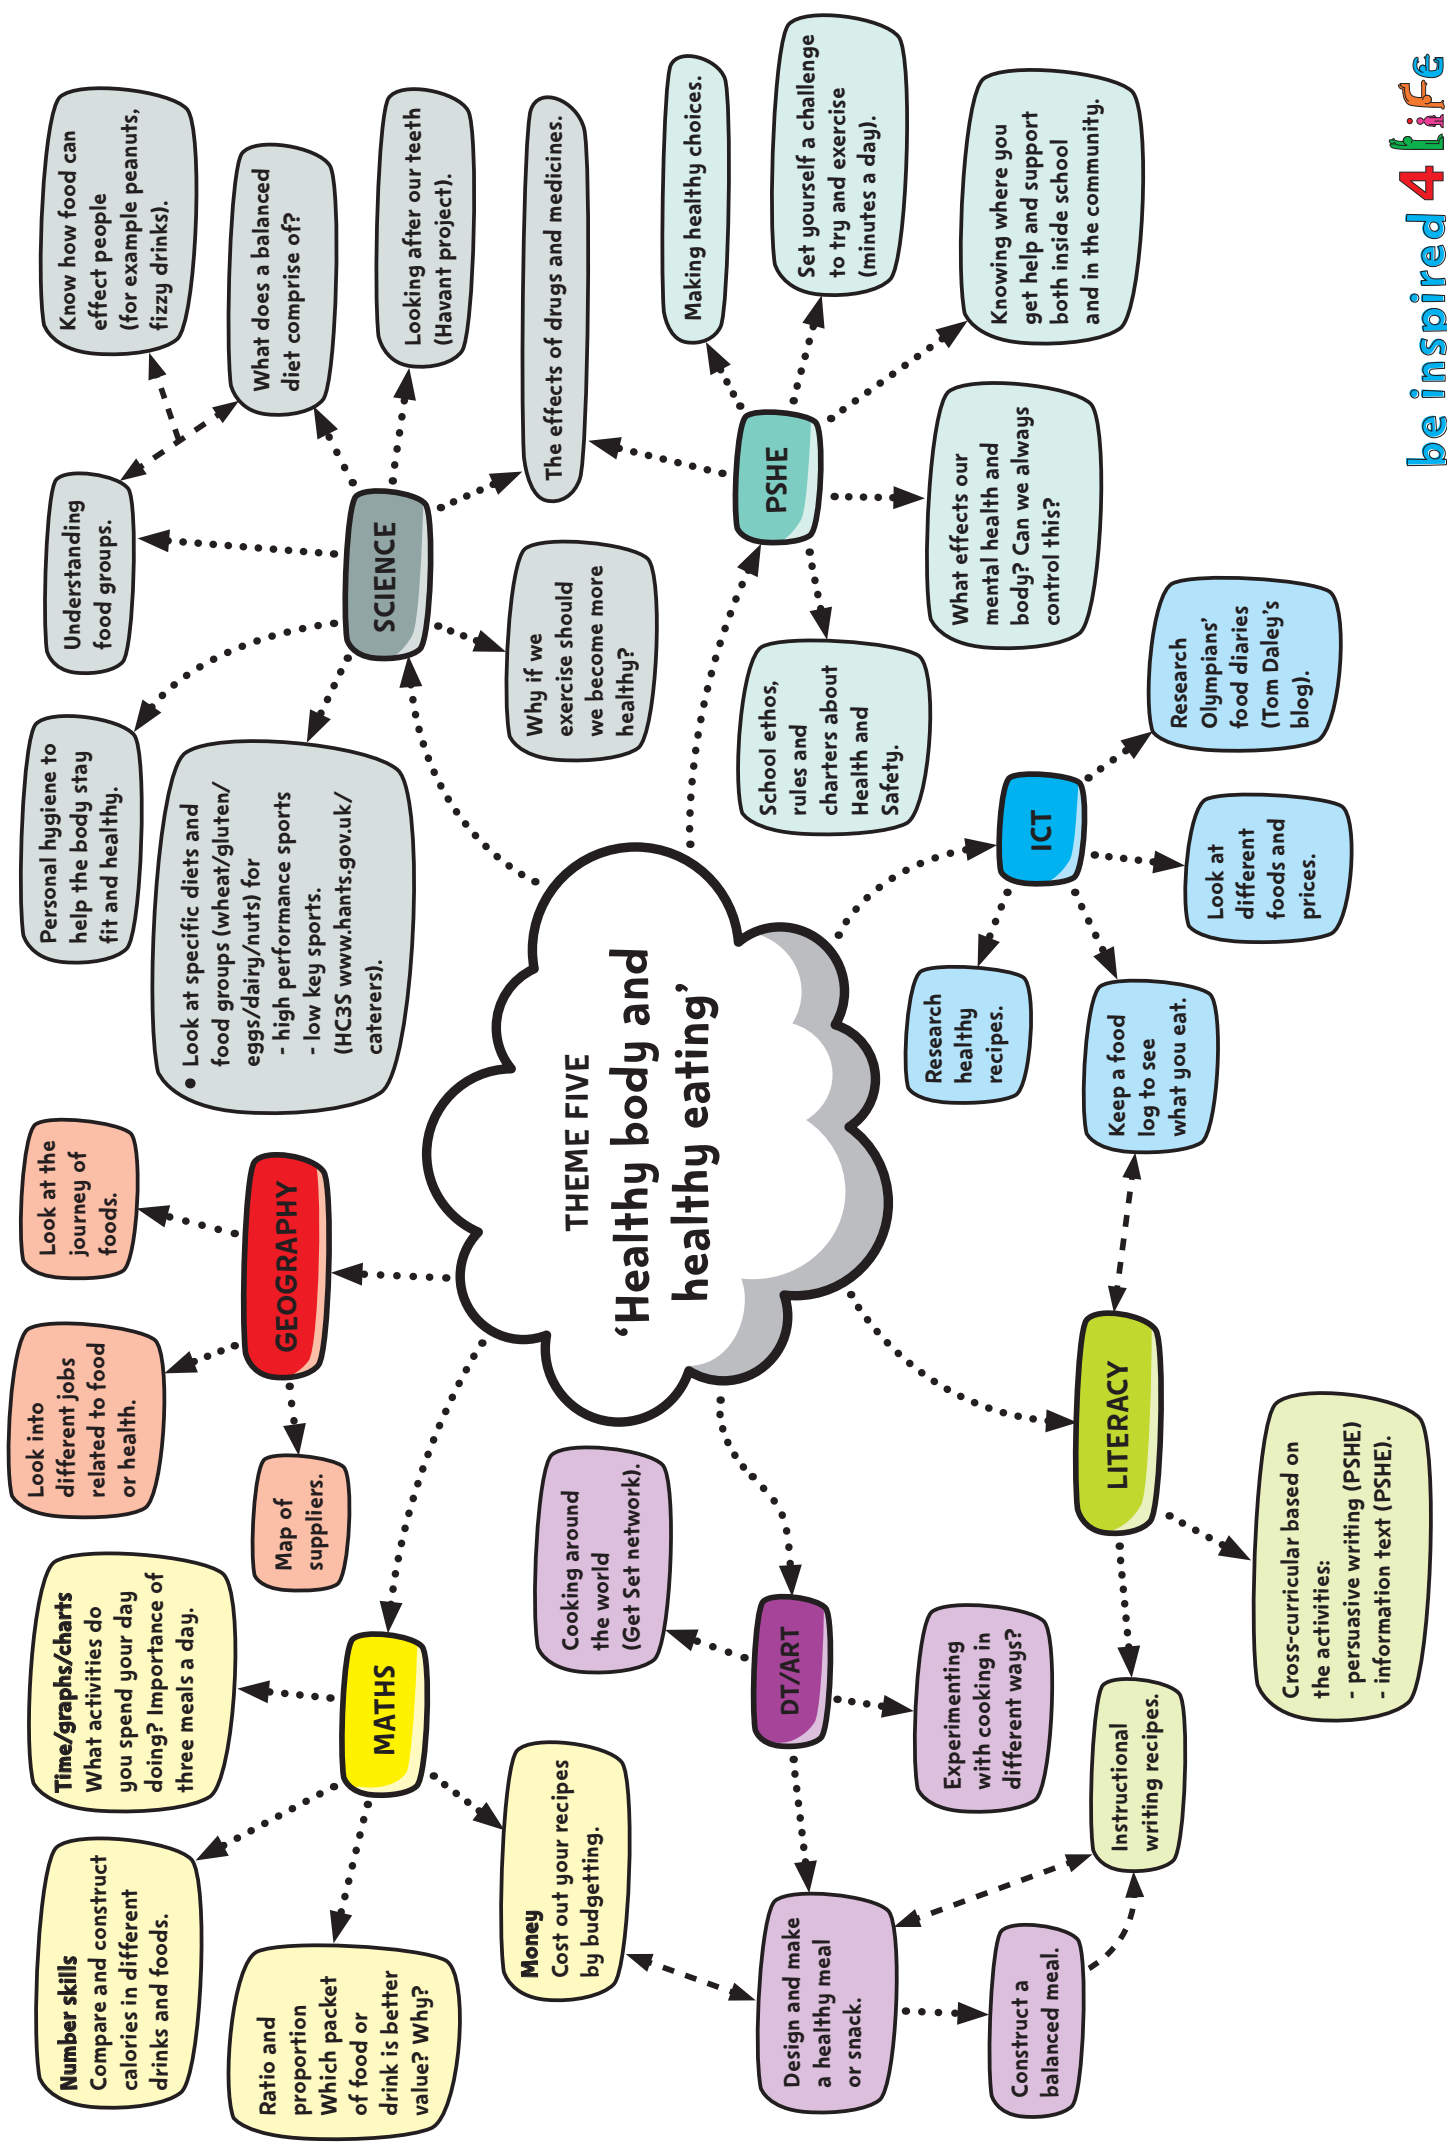 THEME FIVE
‘Healthy body and
healthy eating’
MATHS
Number skills
Compare and construct
calories in different
drinks and foods.
Time/graphs/charts
What activities do
you spend your day
doing? Importance of
three meals a day.
Ratio and
proportion
Which packet
of food or
drink is better
value? Why?
Money
Cost out your recipes
by budgetting.
GEOGRAPHY
Look into
different jobs
related to food
or health.
Look at the
journey of
foods.
Map of
suppliers.
SCIENCE
Personal hygiene to
help the body stay
fit and healthy.
• Look at specific diets and
food groups (wheat/gluten/
eggs/dairy/nuts) for
- high performance sports
- low key sports.
(HC3S www.hants.gov.uk/
caterers).
Understanding
food groups.
Know how food can
effect people
(for example peanuts,
fizzy drinks).
What does a balanced
diet comprise of?
Looking after our teeth
(Havant project).
The effects of drugs and medicines.
Why if we
exercise should
we become more
healthy?
PSHE
Making healthy choices.
Set yourself a challenge
to try and exercise
(minutes a day).
Knowing where you
get help and support
both inside school
and in the community.
What effects our
mental health and
body? Can we always
control this?
School ethos,
rules and
charters about
Health and
Safety.
ICT
Research
healthy
recipes.
Keep a food
log to see
what you eat.
Look at
different
foods and
prices.
Research
Olympians’
food diaries
(Tom Daley’s
blog).
DT/ART
Cooking around
the world
(Get Set network).
Experimenting
with cooking in
different ways?
Design and make
a healthy meal
or snack.
Construct a
balanced meal.
LITERACY
Instructional
writing recipes.
Cross-curricular based on
the activities:
- persuasive writing (PSHE)
- information text (PSHE).
be inspired 4 life